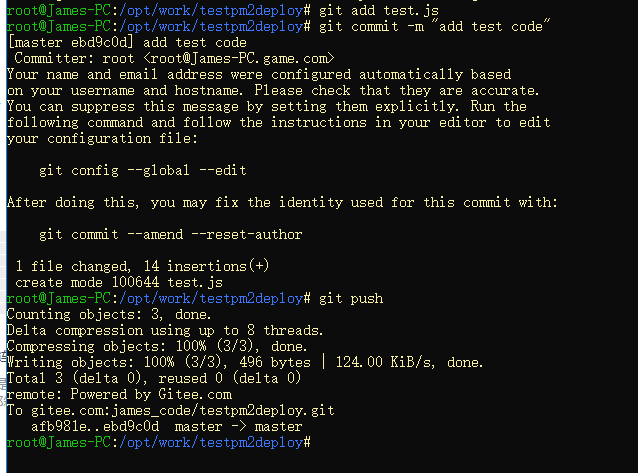 root@James-PC:/opt/work/testpm2deploy# git add test.js
root@James-PC:/opt/work/testpm2deploy# git commit -m "add test code"
[master ebd9c0d] add test code
 Committer: root <root@James-PC.game.com>
Your name and email address were configured automatically based
on your username and hostname. Please check that they are accurate.
You can suppress this message by setting them explicitly. Run the
following command and follow the instructions in your editor to edit
your configuration file:

    git config --global --edit

After doing this, you may fix the identity used for this commit with:

    git commit --amend --reset-author

 1 file changed, 14 insertions(+)
 create mode 100644 test.js
root@James-PC:/opt/work/testpm2deploy# git push
Counting objects: 3, done.
Delta compression using up to 8 threads.
Compressing objects: 100% (3/3), done.
Writing objects: 100% (3/3), 496 bytes | 124.00 KiB/s, done.
Total 3 (delta 0), reused 0 (delta 0)
remote: Powered by Gitee.com
To gitee.com:james_code/testpm2deploy.git
   afb981e..ebd9c0d  master -> master
root@James-PC:/opt/work/testpm2deploy#